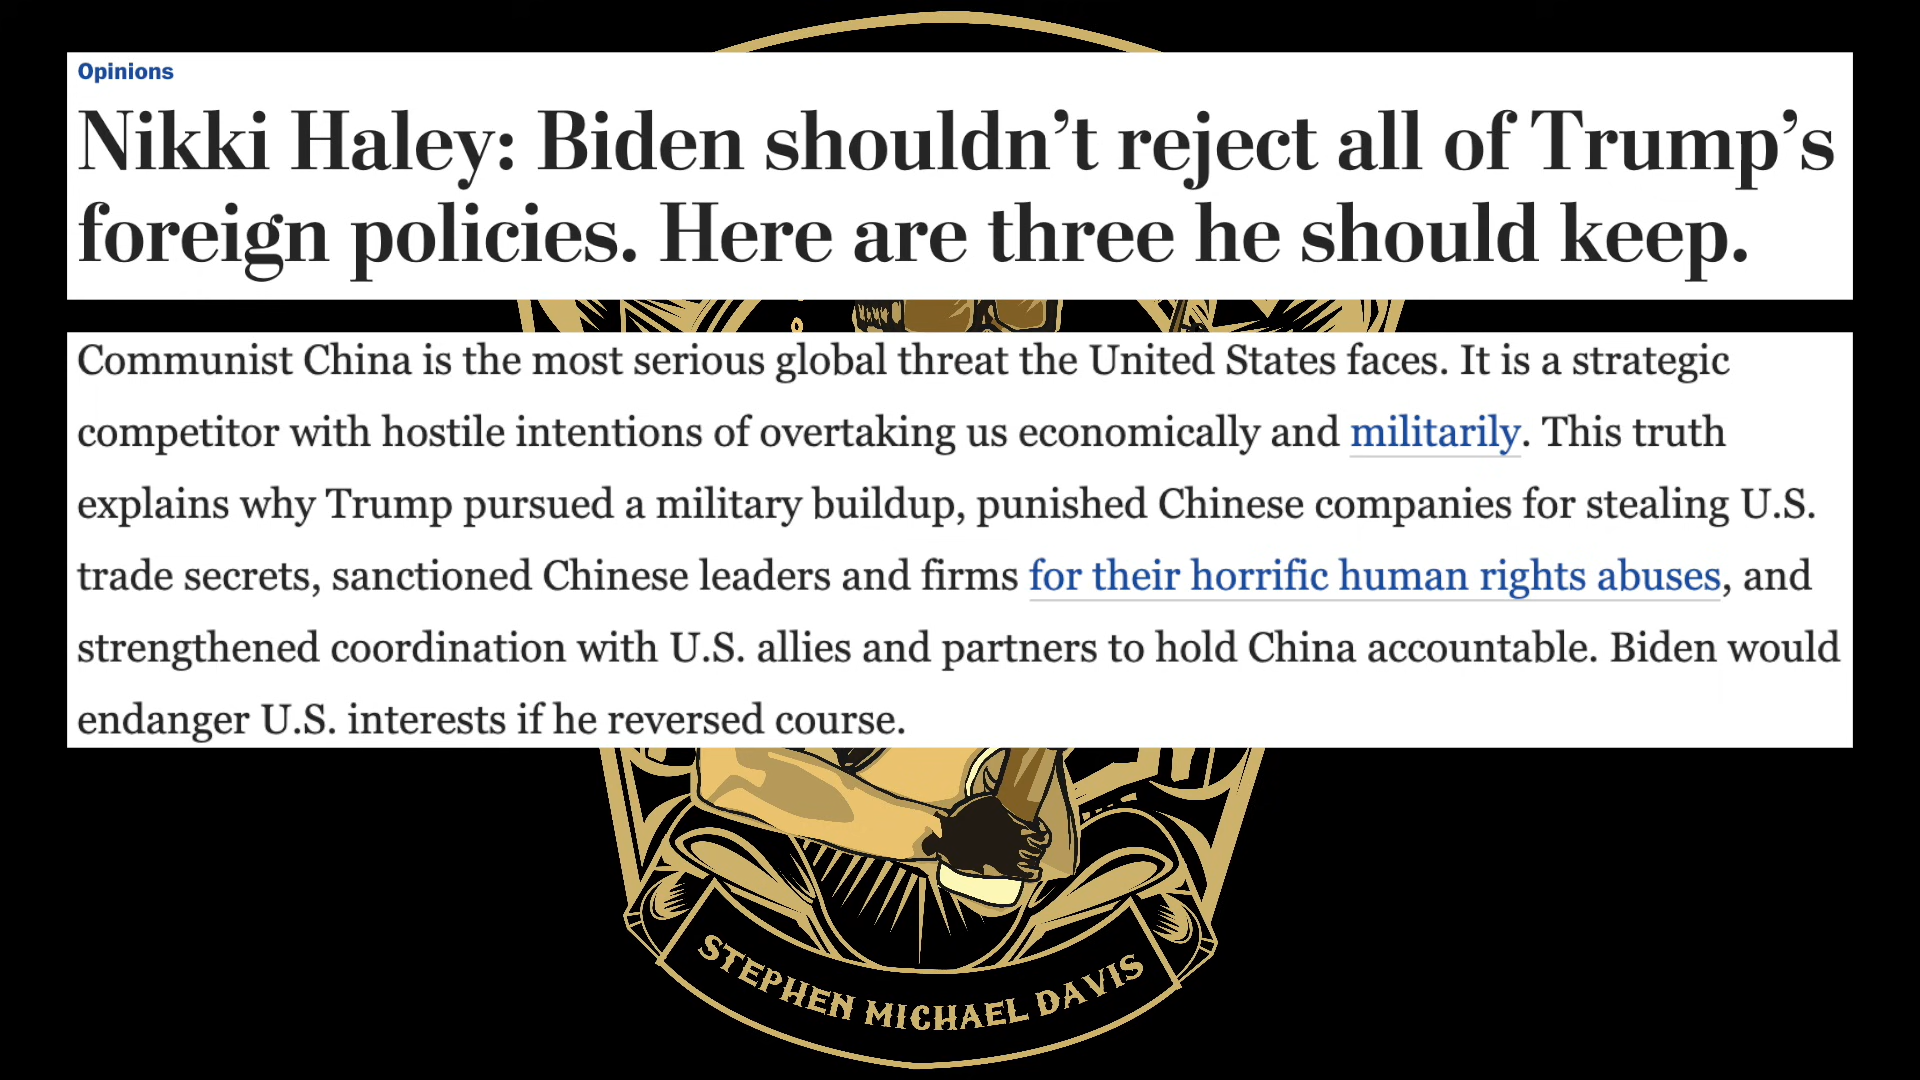 Opinions
Nikki Haley: Biden shouldn’t reject all of Trump’s
foreign policies. Here are three he should keep.
Communist China is the most serious global threat the United States faces. It is a strategic
competitor with hostile intentions of overtaking us economically and militarily. This truth
explains why Trump pursued a military buildup, punished Chinese companies for stealing U.S.
trade secrets, sanctioned Chinese leaders and firms for their horrific human rights abuses, and
strengthened coordination with U.S. allies and partners to hold China accountable. Biden would
endanger U.S. interests if he reversed course.
STEPHEN MICHAEL DAVIS